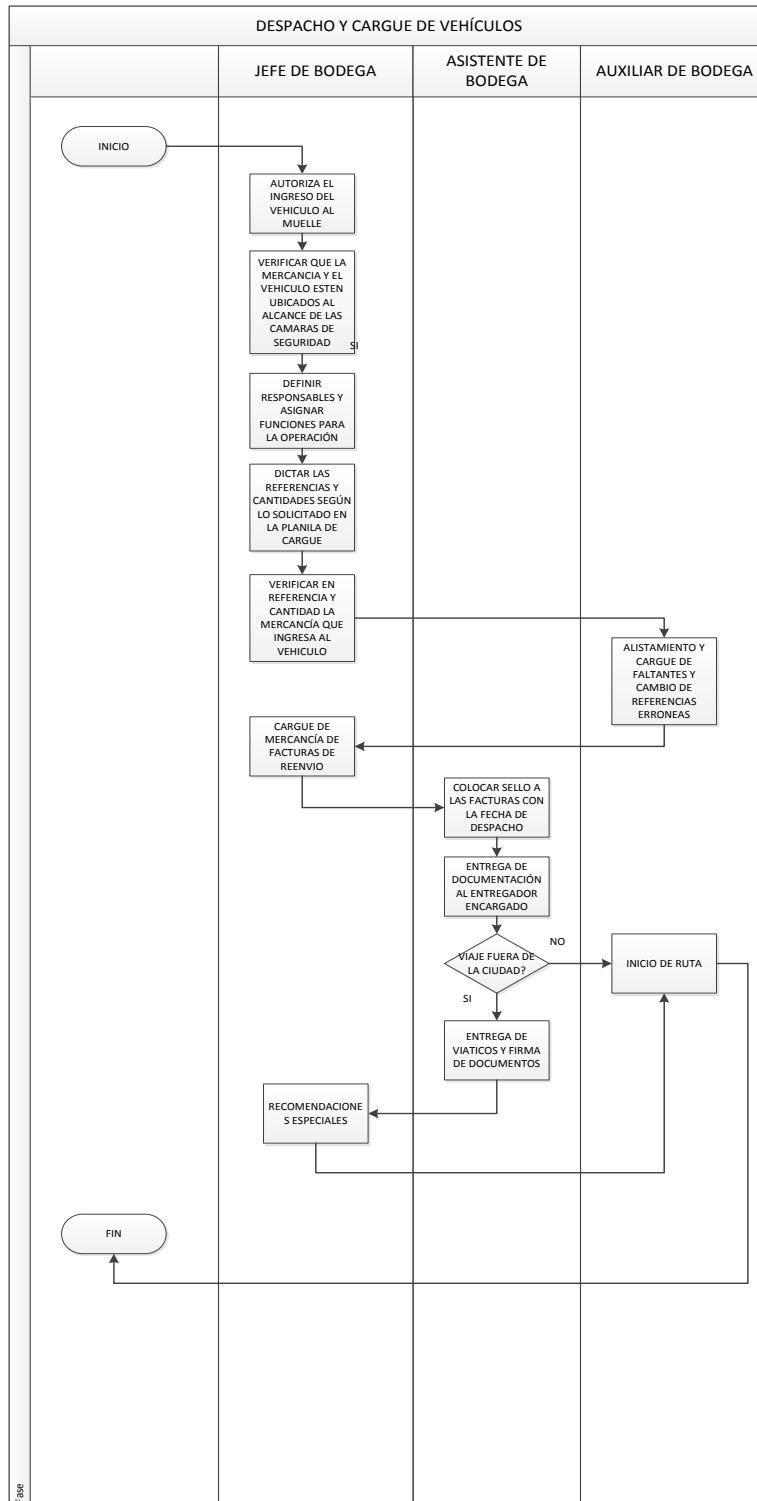 DESPACHO Y CARGUE DE VEHÍCULOS
JEFE DE BODEGA
ASISTENTE DE
BODEGA
AUXILIAR DE BODEGA
INICIO
AUTORIZA EL
INGRESO DEL
VEHICULO AL
MUELLE
VERIFICAR QUE LA
MERCANCIA Y EL
VEHICULO ESTEN
UBICADOS AL
ALCANCE DE LAS
CAMARAS DE
SEGURIDAD
SI
DEFINIR
RESPONSABLES Y
ASIGNAR
FUNCIONES PARA
LA OPERACIÓN
DICTAR LAS
REFERENCIAS Y
CANTIDADES SEGÚN
LO SOLICITADO EN
LA PLANILA DE
CARGUE
VERIFICAR EN
REFERENCIA Y
CANTIDAD LA
MERCANCÍA QUE
INGRESA AL
VEHICULO
ALISTAMIENTO Y
CARGUE DE
FALTANTES Y
CAMBIO DE
REFERENCIAS
ERRONEAS
CARGUE DE
MERCANCÍA DE
FACTURAS DE
REENVIO
COLOCAR SELLO A
LAS FACTURAS CON
LA FECHA DE
DESPACHO
ENTREGA DE
DOCUMENTACIÓN
AL ENTREGADOR
ENCARGADO
VIAJE FUERA DE
LA CIUDAD?
NO
INICIO DE RUTA
SI
ENTREGA DE
VIATICOS Y FIRMA
DE DOCUMENTOS
RECOMENDACIONE
S ESPECIALES
FIN
Fase